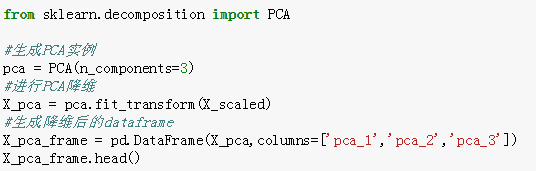 from sklearn.decomposition import PCA
#生成PCA实例
pca = PCA(n_components=3)
#进行PCA降维
X_pca = pca.fit_transform(X_scaled)
#生成降维后的dataframe
X_pca_frame = pd.DataFrame(X_pca,columns=['pca_1','pca_2','pca_3'])
X_pca_frame.head()